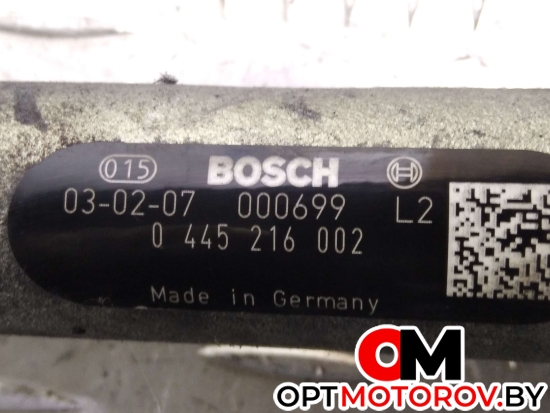 015 BOSCH
03-02-07 000699 L2
0 445 216 002
Made in Germany
OM
OPTMOTOROV.BY